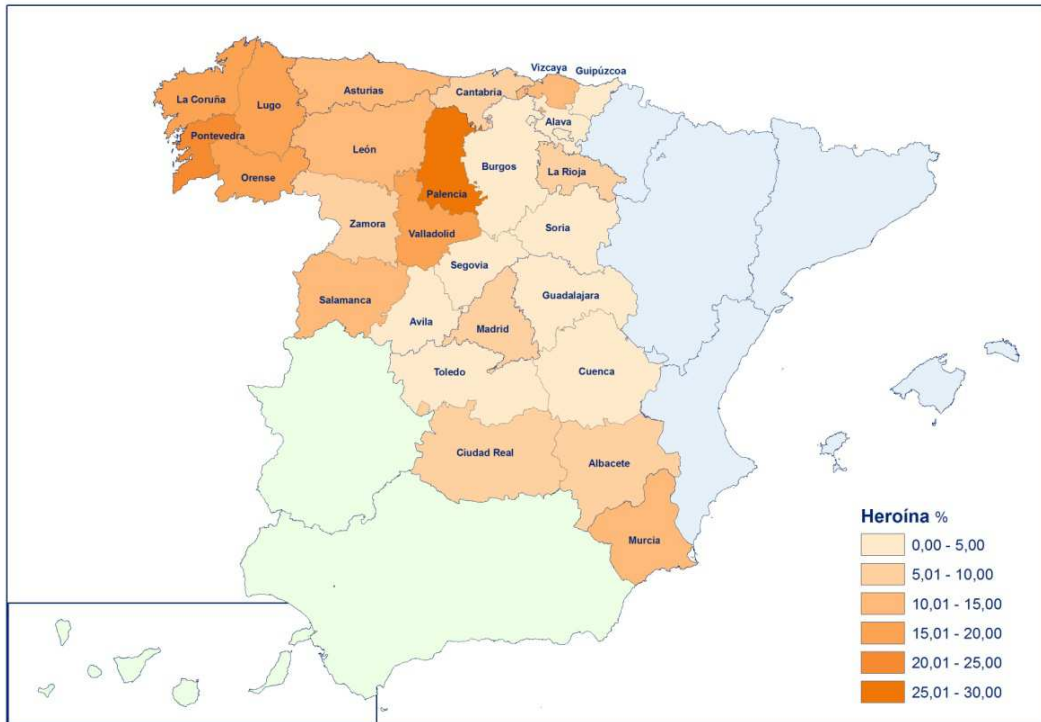 Vizcaya
Guipúzcoa
La Coruña
Lugo
Asturias
Cantabria
Alava
Pontevedra
León
Burgos
La Rioja
Orense
Palencia
Zamora
Valladolid
Soria
Segovia
Salamanca
Guadalajara
Avila
Madrid
Toledo
Cuenca
Ciudad Real
Albacete
Murcia
Heroína %
0,00 - 5,00
5,01 - 10,00
10,01 - 15,00
15,01 - 20,00
20,01 - 25,00
25,01 - 30,00